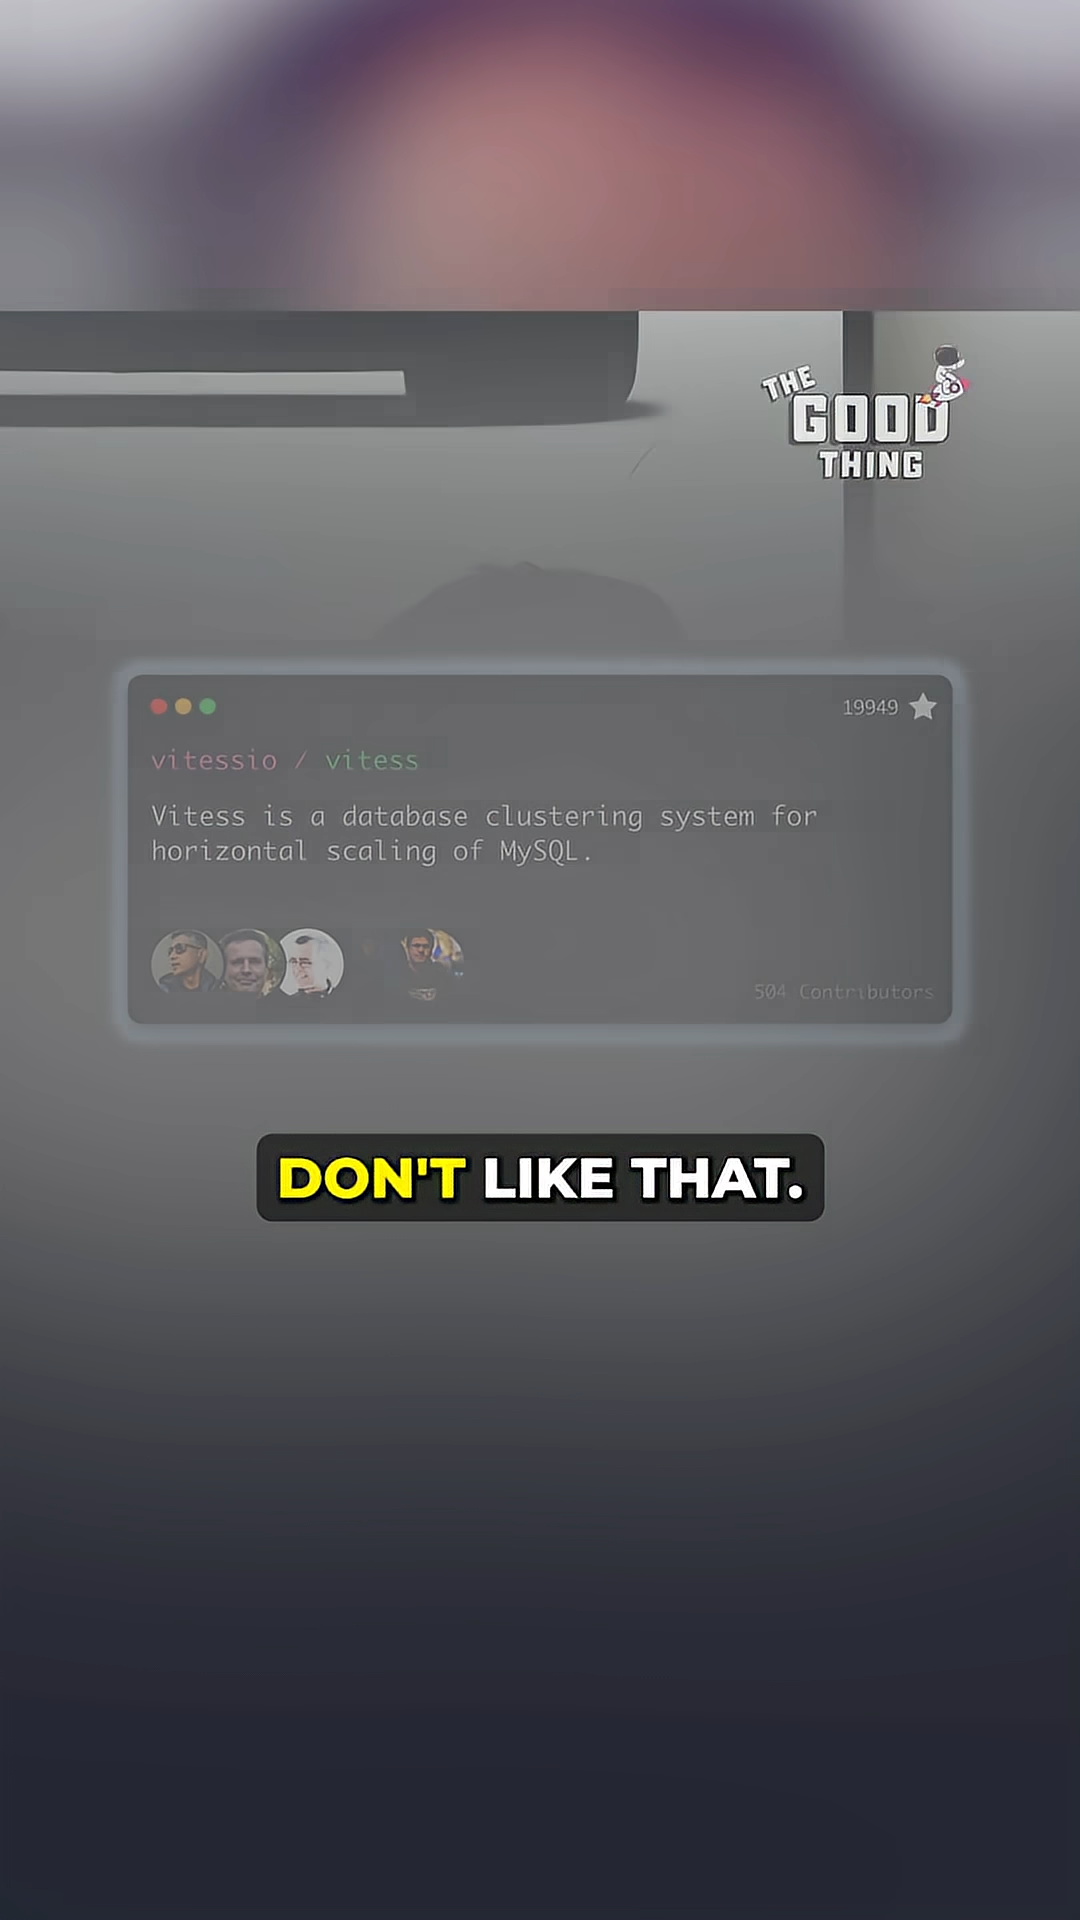 THE
GOOD
THING
19949
vitessio / vitess
Vitess is a database clustering system for
horizontal scaling of MySQL.
504 Contributors
DON'T LIKE THAT.